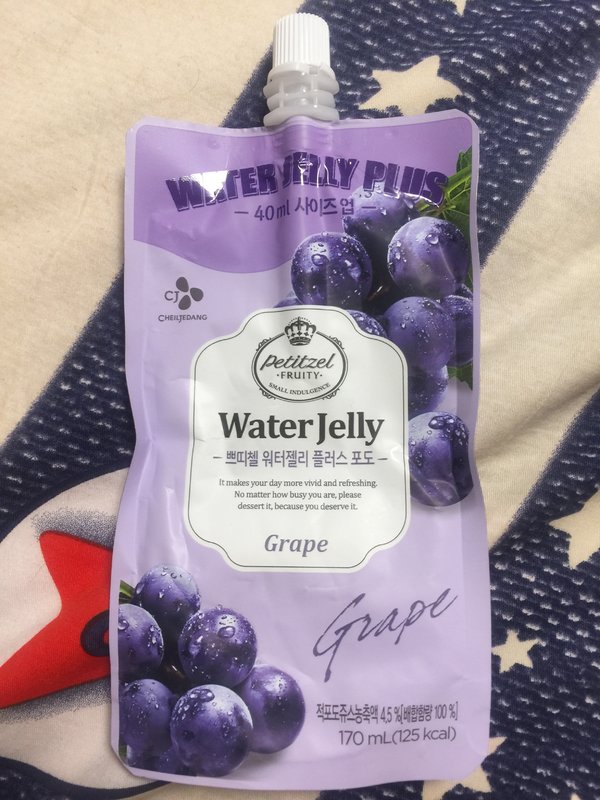 WATER JELLY PLUS
— 40ml 사이즈 업 —
CJ
CHEILJEDANG
Petitzel
·FRUITY·
SMALL INDULGENCE
Water Jelly
— 쁘띠첼 워터젤리 플러스 포도 —
It makes your day more vivid and refreshing.
No matter how busy you are, please
dessert it, because you deserve it.
Grape
Grape
적포도쥬스농축액 4.5 %[배합함량 100 %]
170 mL(125 kcal)